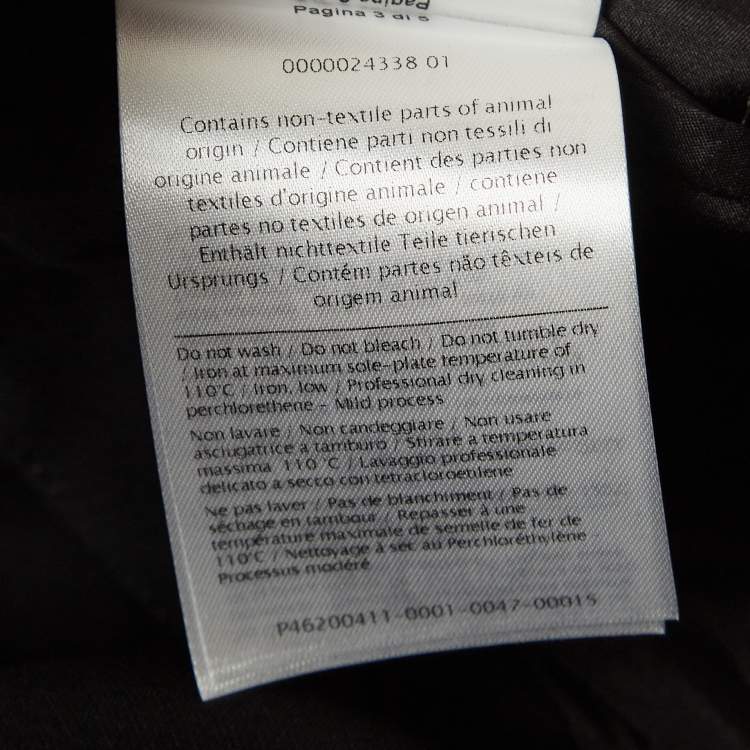 Pagina 3 di 5
0000024338 01
Contains non-textile parts of animal
origin / Contiene parti non tessili di
origine animale / Contient des parties non
textiles d'origine animale / contiene
partes no textiles de origen animal /
Enthält nichttextile Teile tierischen
Ursprungs / Contém partes não têxteis de
origem animal
Do not wash / Do not bleach / Do not tumble dry
/ Iron at maximum sole-plate temperature of
110°C / Iron, low / Professional dry cleaning in
perchlorethene - Mild process
Non lavare / Non candeggiare / Non usare
asciugatrice a tamburo / Stirare a temperatura
massima 110 °C / Lavaggio professionale
delicato a secco con tetracloroetilene
Ne pas laver / Pas de blanchiment / Pas de
séchage en tambour / Repasser à une
température maximale de semelle de fer de
110°C / Nettoyage à sec au Perchloréthylène -
Processus modéré
P46200411-0001-0047-00015